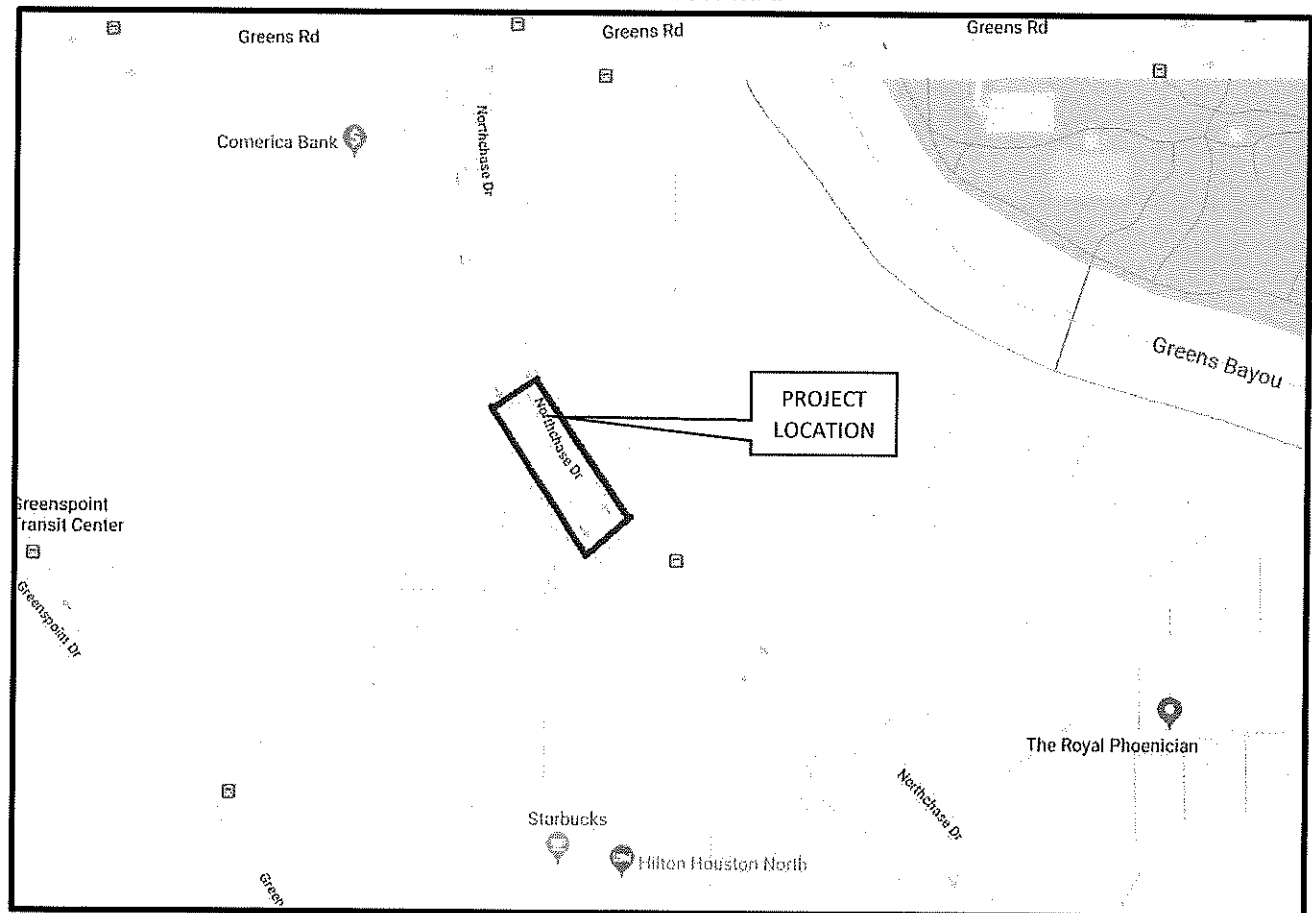 Greens Rd
Greens Rd
Greens Rd
Comerica Bank
Northchase Dr
Greens Bayou
PROJECT
LOCATION
Northchase Dr
Greenspoint
Transit Center
Greenspoint Dr
The Royal Phoenician
Northchase Dr
Starbucks
Hilton Houston North
Green